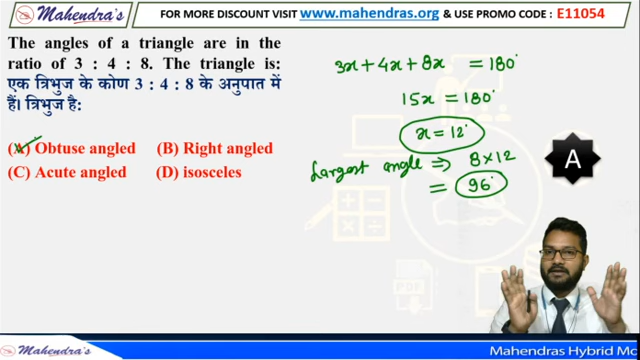 Mahendra's
FOR MORE DISCOUNT VISIT www.mahendras.org & USE PROMO CODE : E11054
The angles of a triangle are in the
ratio of 3 : 4 : 8. The triangle is:
एक त्रिभुज के कोण 3 : 4 : 8 के अनुपात में
हैं। त्रिभुज है:
(A) Obtuse angled (B) Right angled
(C) Acute angled (D) isosceles
3x + 4x + 8x = 180°
15x = 180°
x = 12°
Largest angle ⇒ 8 × 12
= 96°
A
PDF
Mahendra's
Mahendras Hybrid Mo